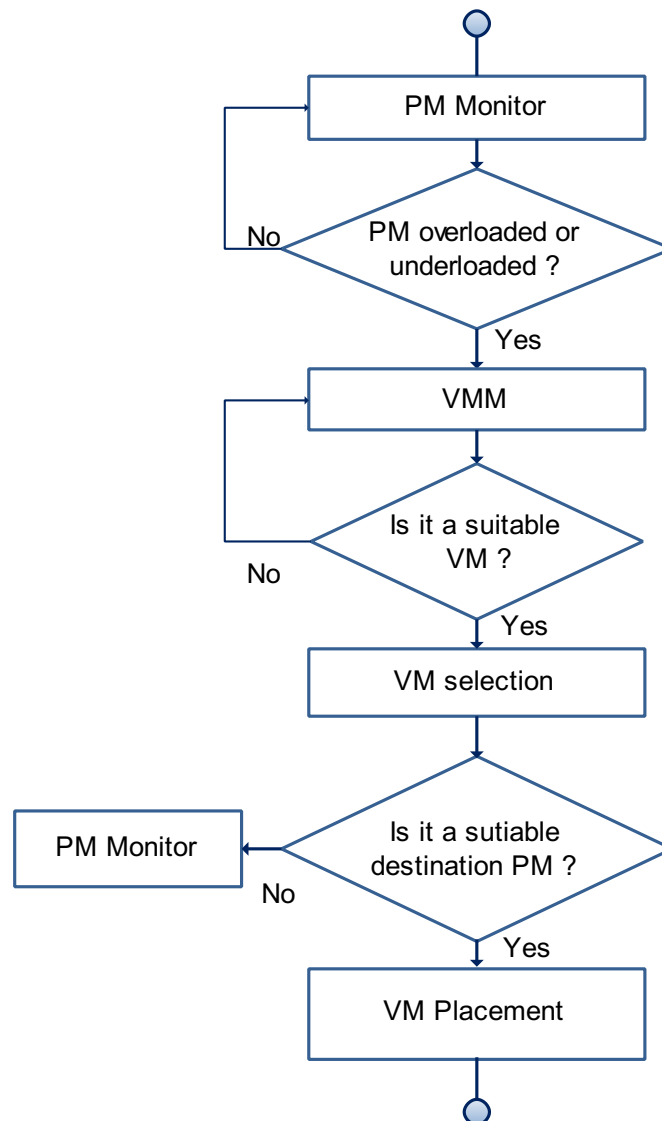 PM Monitor
PM overloaded or
underloaded ?
No
Yes
VMM
Is it a suitable
VM ?
No
Yes
VM selection
Is it a sutiable
destination PM ?
PM Monitor
No
Yes
VM Placement